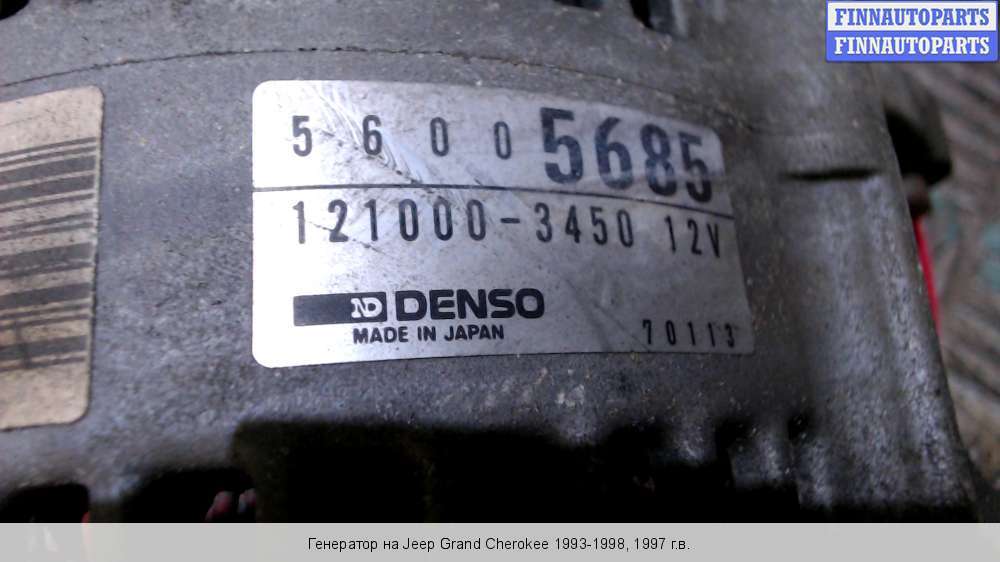 FINNAUTOPARTS
FINNAUTOPARTS
5 6 0 0 5685
121000-3450 12V
ND DENSO
MADE IN JAPAN
70113
Генератор на Jeep Grand Cherokee 1993-1998, 1997 г.в.